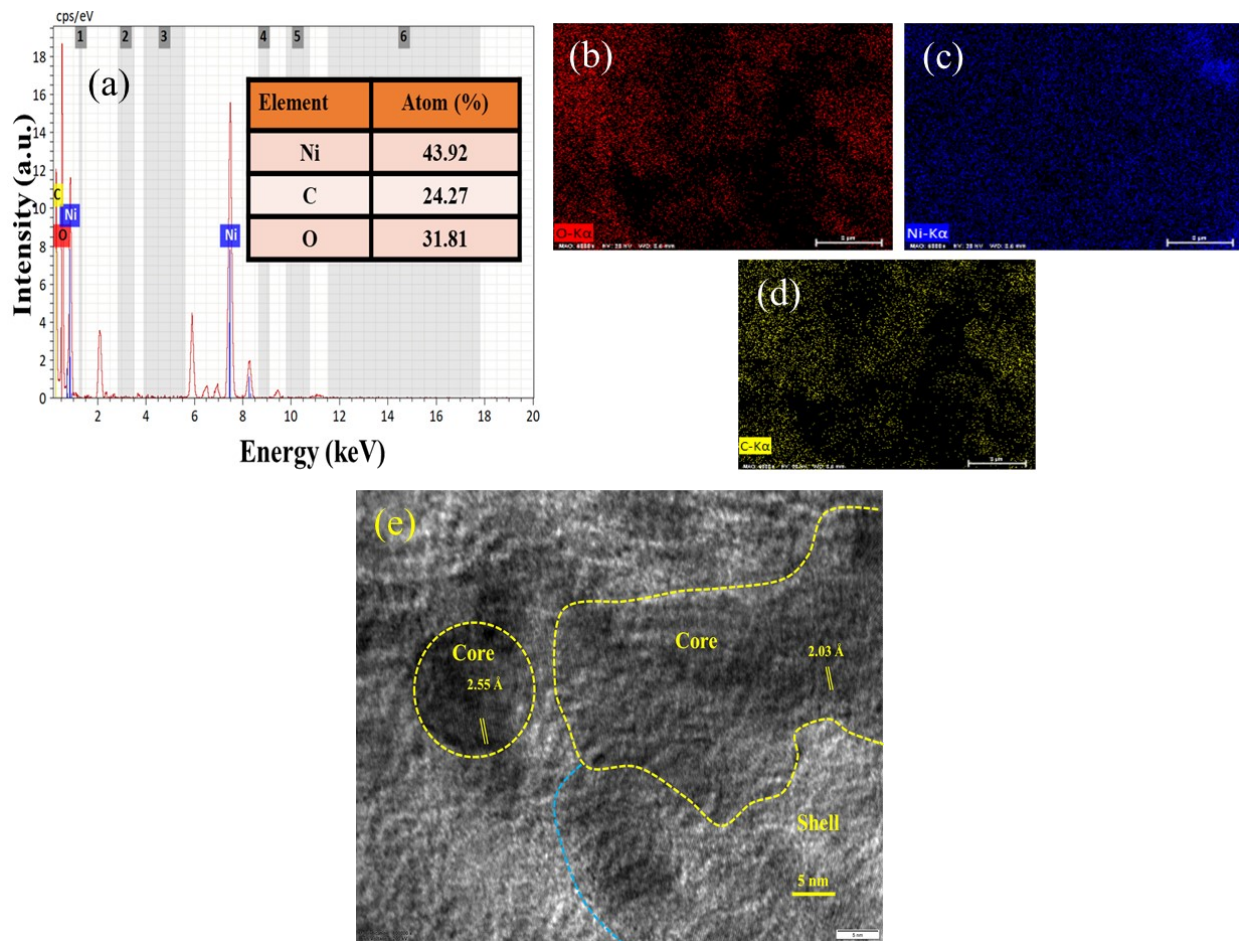 cps/eV
1 2 3 4 5 6
18
16
14
12
10
8
6
4
2
0
(a)
Intensity (a.u.)
C
O
Ni
Ni
Element Atom (%)
Ni 43.92
C 24.27
O 31.81
2 4 6 8 10 12 14 16 18 20
Energy (keV)
(b)
O-Kα
(c)
Ni-Kα
(d)
C-Kα
(e)
Core
2.55 Å
Core
2.03 Å
Shell
5 nm
5 nm